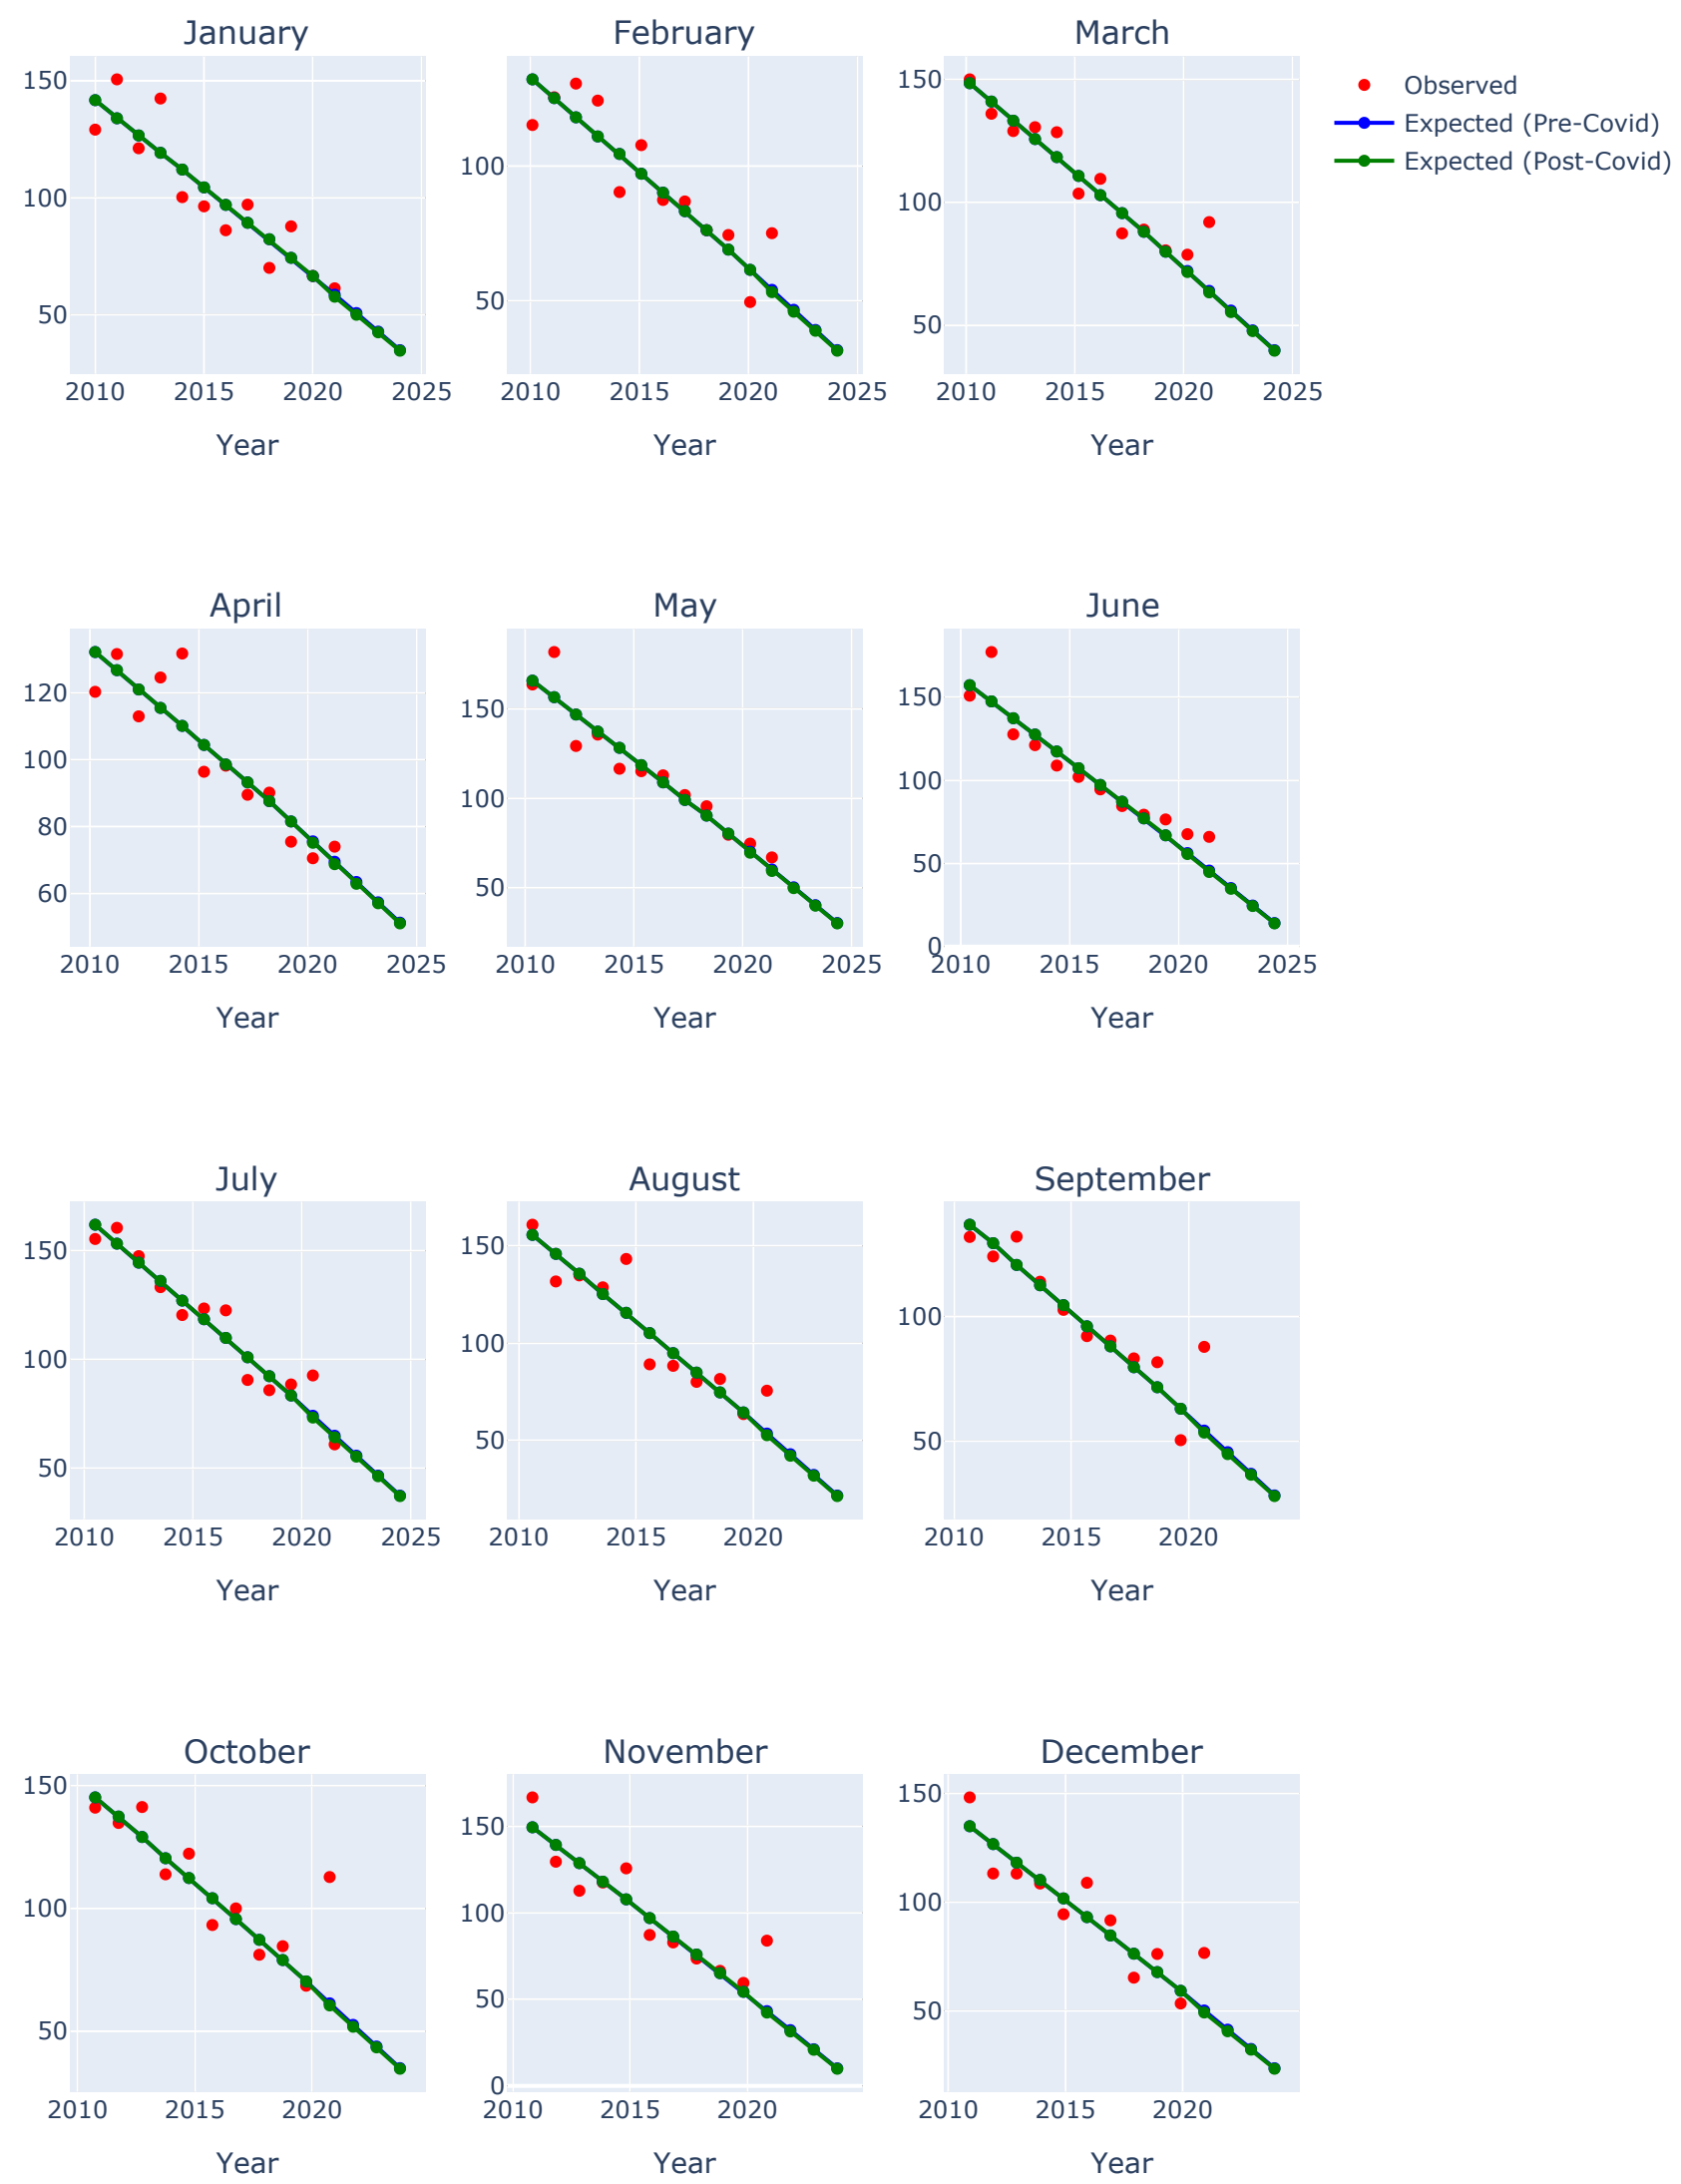 January February March
150 150
100 100 100
50 50 50
2010 2015 2020 2025 2010 2015 2020 2025 2010 2015 2020 2025
Year Year Year
Observed
Expected (Pre-Covid)
Expected (Post-Covid)
April May June
120 150 150
100 100 100
80 50 50
60 0
2010 2015 2020 2025 2010 2015 2020 2025 2010 2015 2020 2025
Year Year Year
July August September
150 150 100
100 100 50
50 50
2010 2015 2020 2025 2010 2015 2020 2010 2015 2020
Year Year Year
October November December
150 150 150
100 100 100
50 50 50
0
2010 2015 2020 2010 2015 2020 2010 2015 2020
Year Year Year